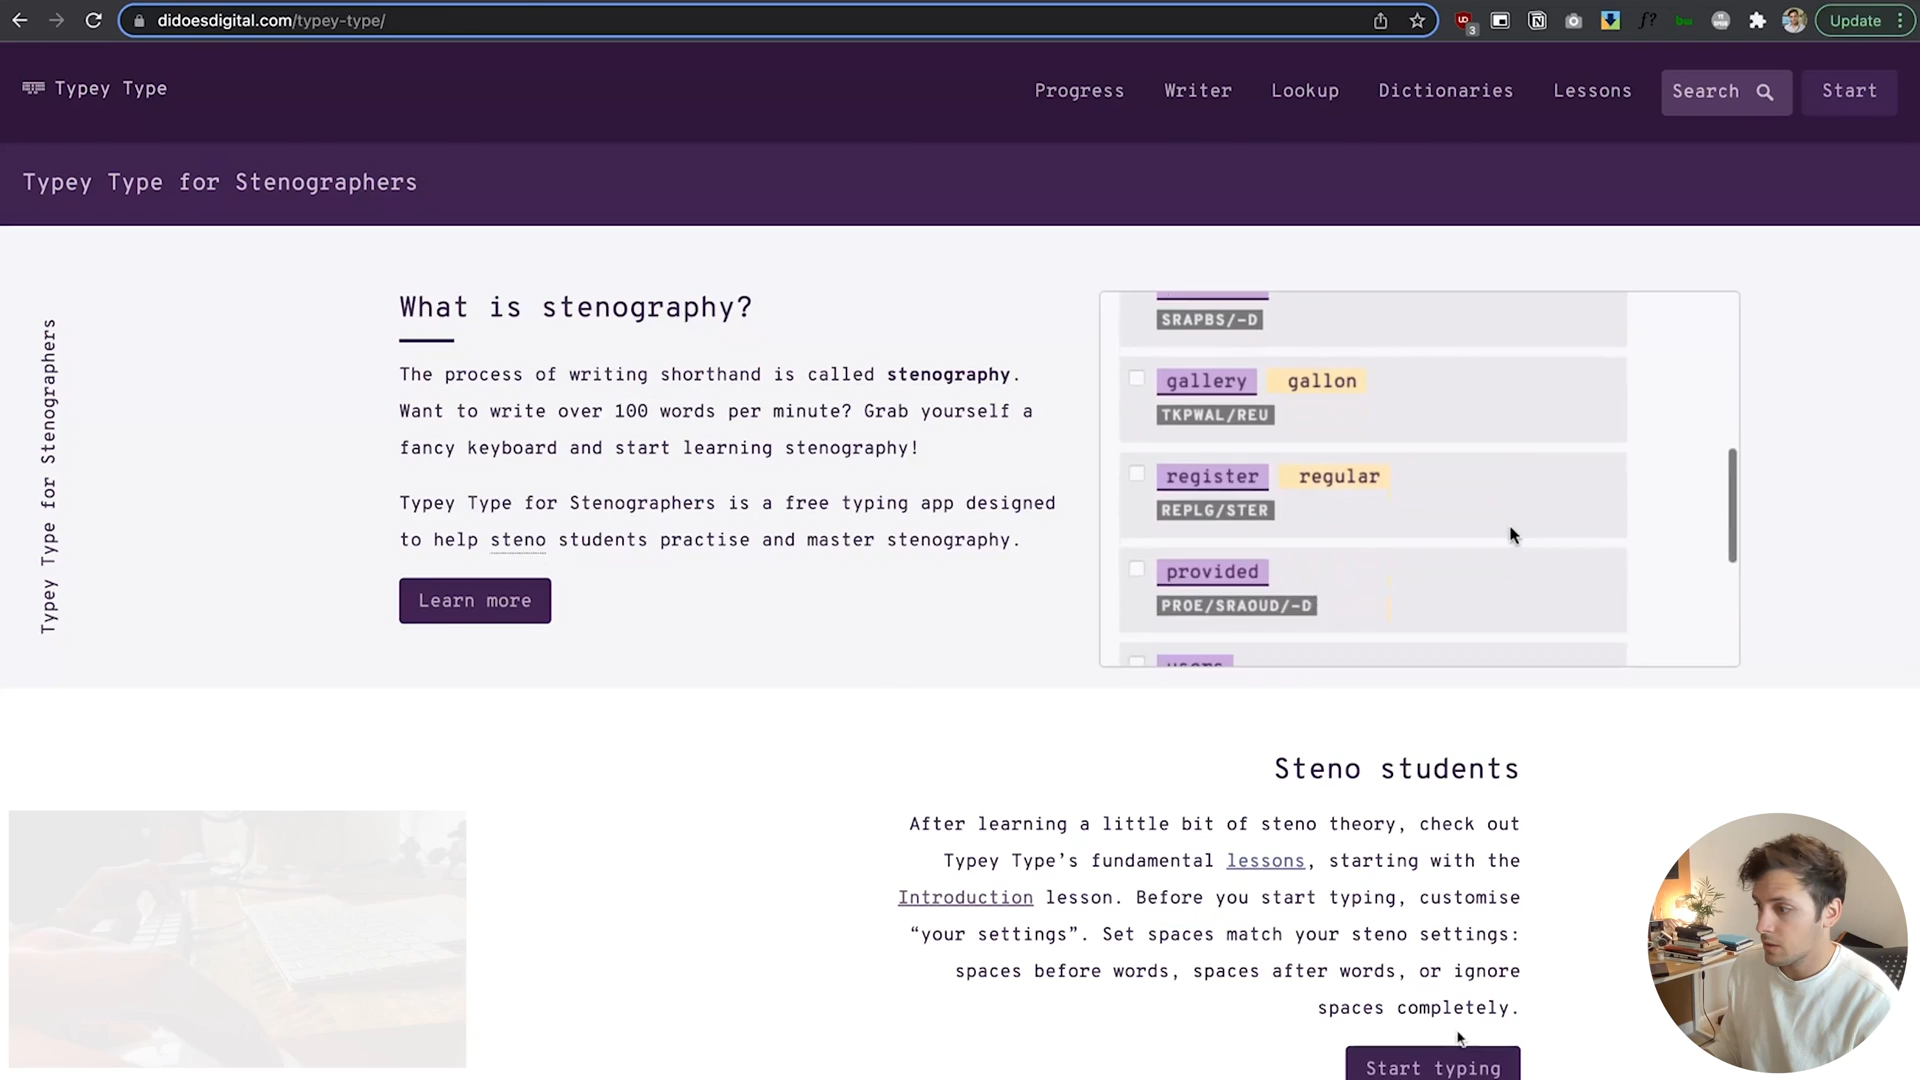 didoesdigital.com/typey-type/
3
Update
Typey Type
Progress
Writer
Lookup
Dictionaries
Lessons
Search
Start
Typey Type for Stenographers
Typey Type for Stenographers
What is stenography?
The process of writing shorthand is called stenography.
Want to write over 100 words per minute? Grab yourself a
fancy keyboard and start learning stenography!
Typey Type for Stenographers is a free typing app designed
to help steno students practise and master stenography.
Learn more
SRAPBS/-D
gallery gallon
TKPWAL/REU
register regular
REPLG/STER
provided
PROE/SRAOUD/-D
users
Steno students
After learning a little bit of steno theory, check out
Typey Type’s fundamental lessons, starting with the
Introduction lesson. Before you start typing, customise
“your settings”. Set spaces match your steno settings:
spaces before words, spaces after words, or ignore
spaces completely.
Start typing